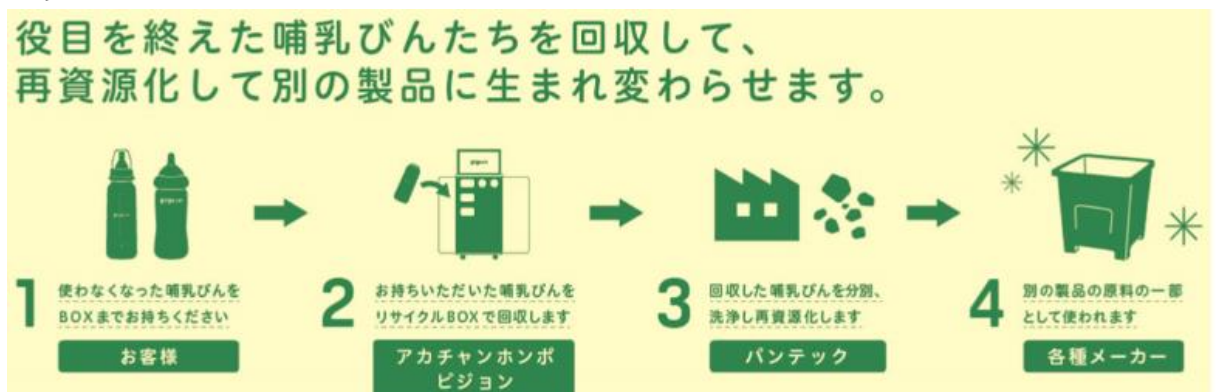 役目を終えた哺乳びんたちを回収して、
再資源化して別の製品に生まれ変わらせます。
1
使わなくなった哺乳びんを
BOXまでお持ちください
お客様
2
お持ちいただいた哺乳びんを
リサイクルBOXで回収します
アカチャンホンポ
ピジョン
3
回収した哺乳びんを分別、
洗浄し再資源化します
パンテック
4
別の製品の原料の一部
として使われます
各種メーカー